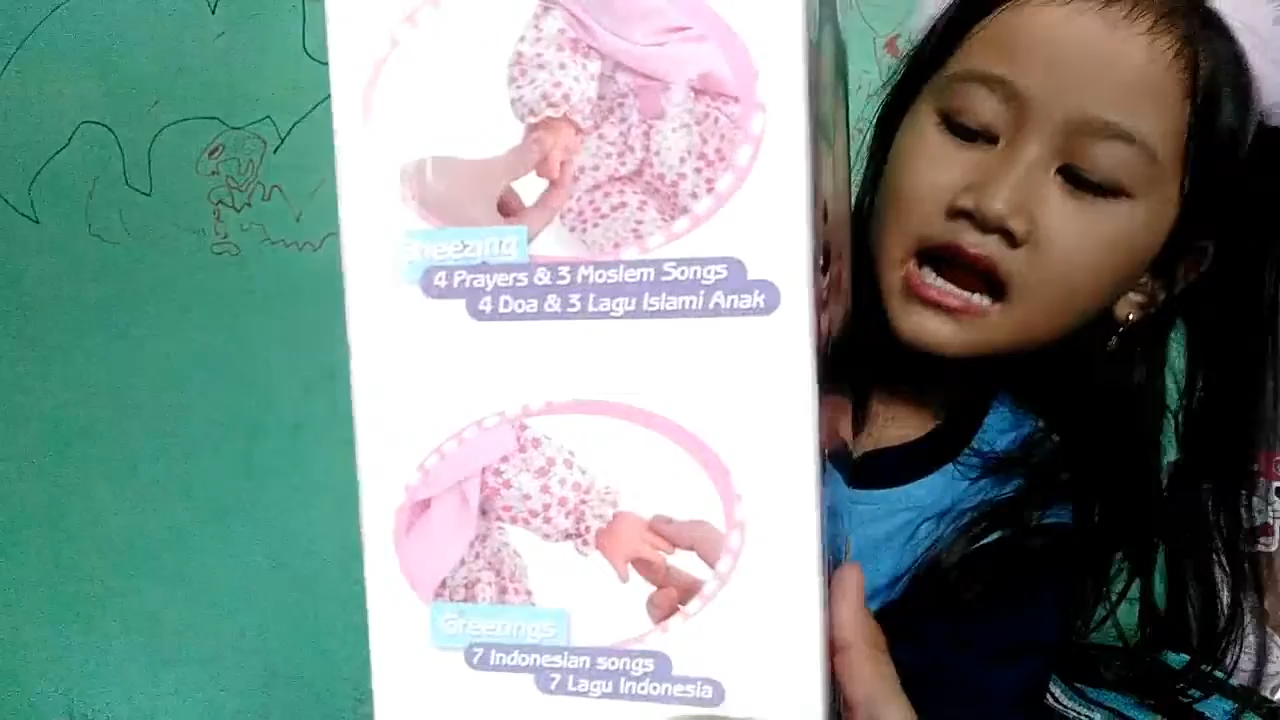 4 Prayers & 3 Moslem Songs
4 Doa & 3 Lagu Islami Anak
Greetings
7 Indonesian songs
7 Lagu Indonesia